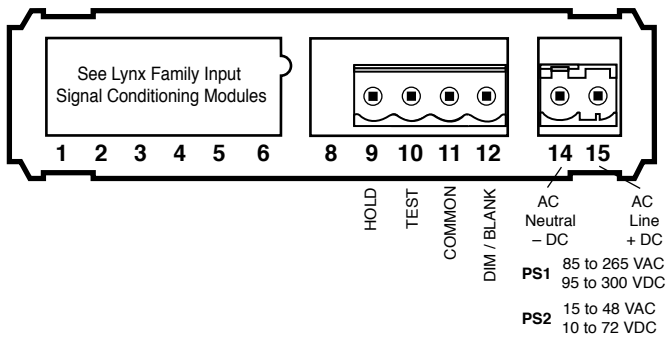 See Lynx Family Input
Signal Conditioning Modules
1 2 3 4 5 6 8 9 10 11 12 14 15
HOLD
TEST
COMMON
DIM / BLANK
AC
Neutral
– DC
AC
Line
+ DC
PS1 85 to 265 VAC
95 to 300 VDC
PS2 15 to 48 VAC
10 to 72 VDC